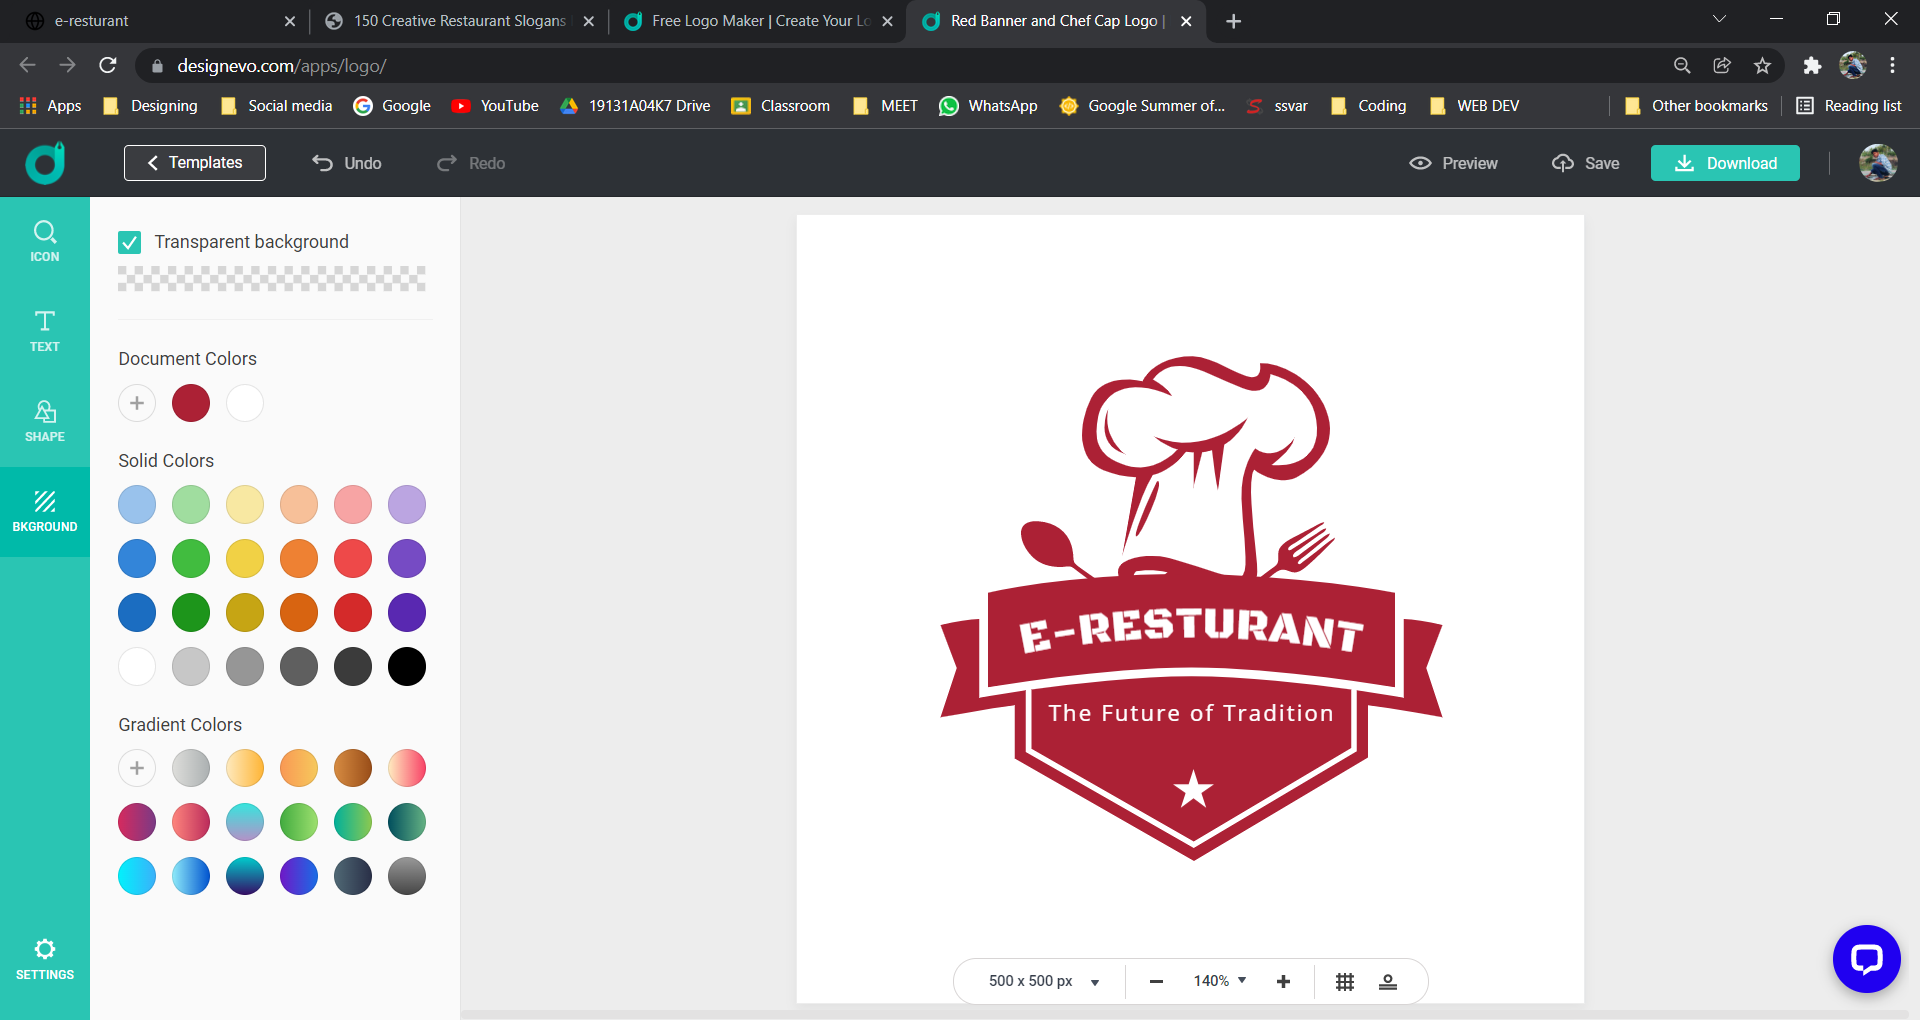 e-resturant
150 Creative Restaurant Slogans
Free Logo Maker | Create Your Lo
Red Banner and Chef Cap Logo |
designevo.com/apps/logo/
Apps
Designing
Social media
Google
YouTube
19131A04K7 Drive
Classroom
MEET
WhatsApp
Google Summer of...
ssvar
Coding
WEB DEV
Other bookmarks
Reading list
Templates
Undo
Redo
Preview
Save
Download
ICON
TEXT
SHAPE
BKGROUND
SETTINGS
Transparent background
Document Colors
Solid Colors
Gradient Colors
E-RESTURANT
The Future of Tradition
500 x 500 px
140%